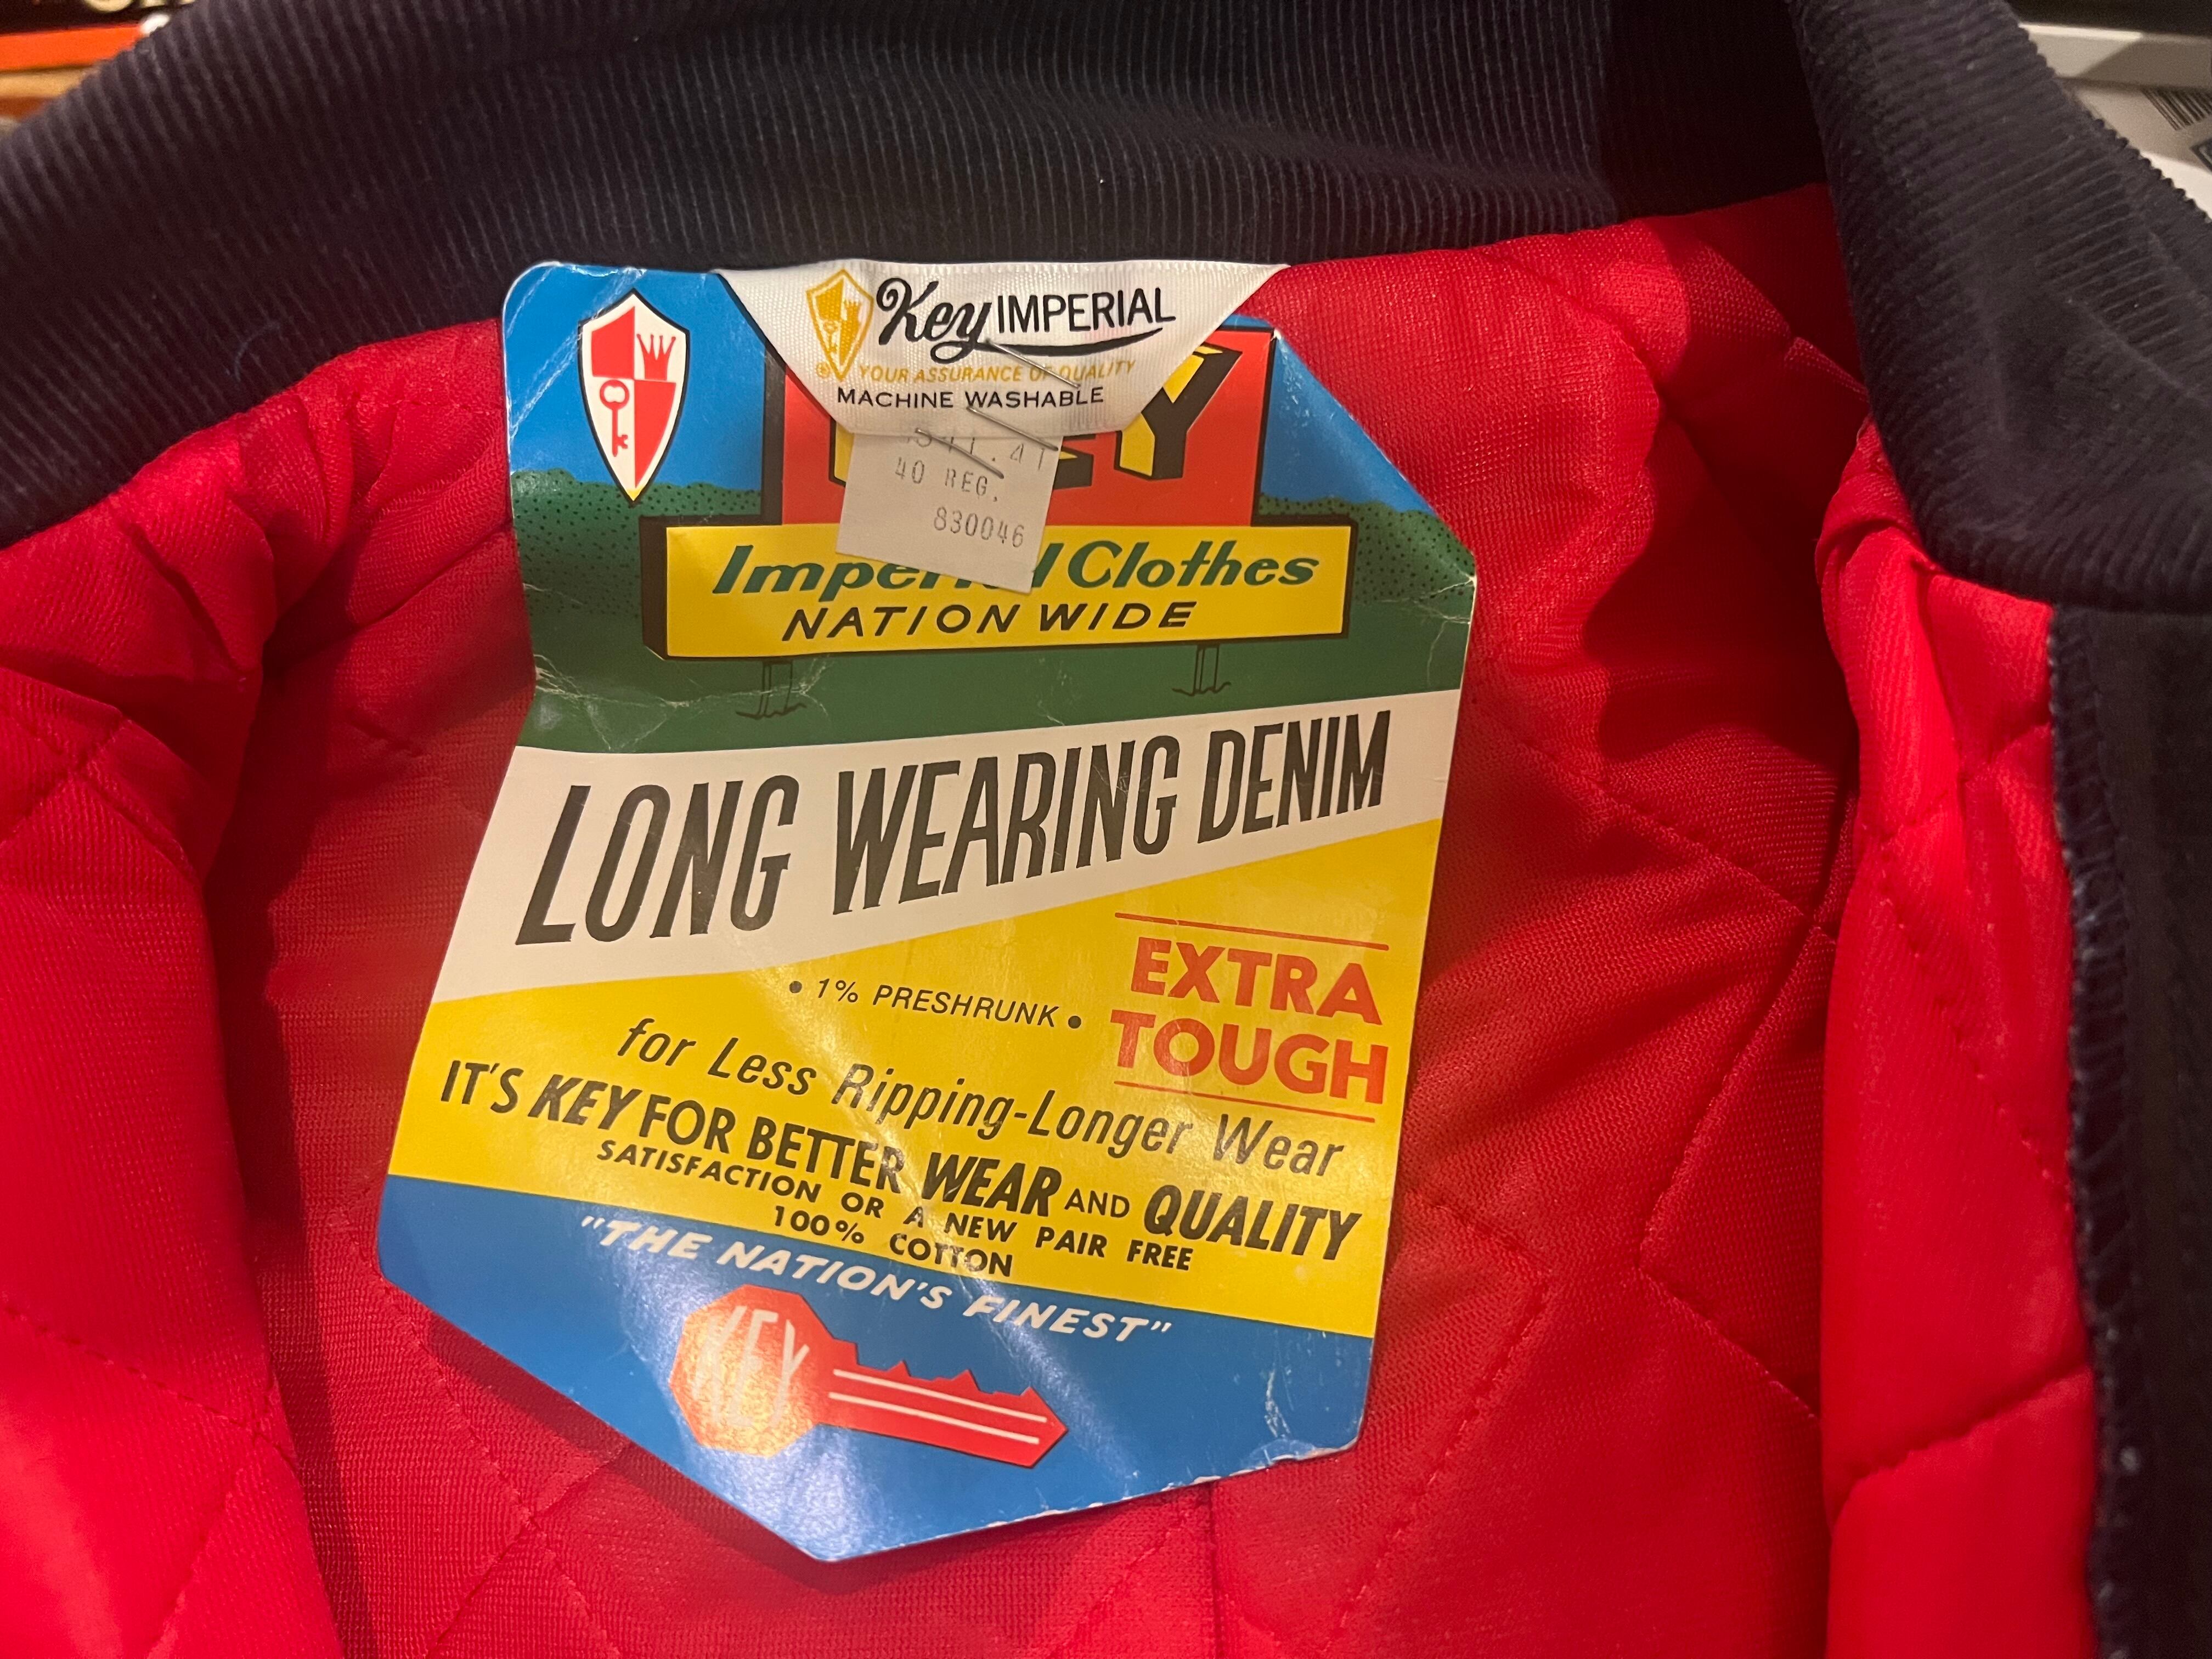 Key IMPERIAL
® YOUR ASSURANCE OF QUALITY
MACHINE WASHABLE
40 REG.
830046
Clothes
NATION WIDE
LONG WEARING DENIM
• 1% PRESHRUNK •
EXTRA
TOUGH
for Less Ripping-Longer Wear
IT'S KEY FOR BETTER WEAR AND QUALITY
SATISFACTION OR A NEW PAIR FREE
100% COTTON
"THE NATION'S FINEST"
KEY